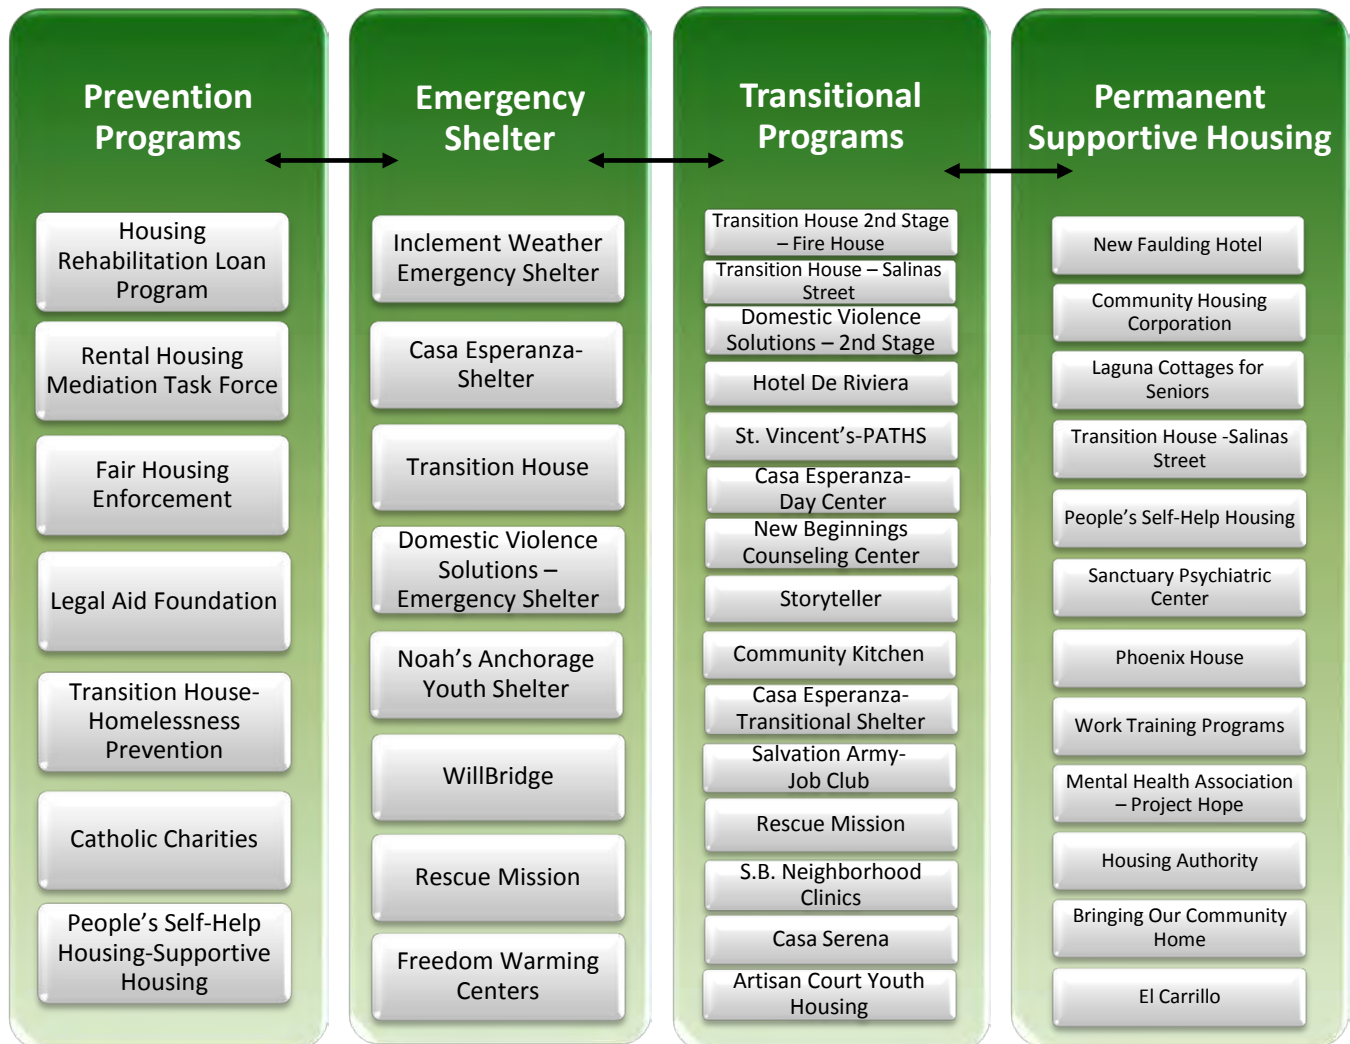 Prevention
Programs
Housing
Rehabilitation Loan
Program
Rental Housing
Mediation Task Force
Fair Housing
Enforcement
Legal Aid Foundation
Transition House-
Homelessness
Prevention
Catholic Charities
People's Self-Help
Housing-Supportive
Housing
Emergency
Shelter
Inclement Weather
Emergency Shelter
Casa Esperanza-
Shelter
Transition House
Domestic Violence
Solutions –
Emergency Shelter
Noah's Anchorage
Youth Shelter
WillBridge
Rescue Mission
Freedom Warming
Centers
Transitional
Programs
Transition House 2nd Stage
– Fire House
Transition House – Salinas
Street
Domestic Violence
Solutions – 2nd Stage
Hotel De Riviera
St. Vincent's-PATHS
Casa Esperanza-
Day Center
New Beginnings
Counseling Center
Storyteller
Community Kitchen
Casa Esperanza-
Transitional Shelter
Salvation Army-
Job Club
Rescue Mission
S.B. Neighborhood
Clinics
Casa Serena
Artisan Court Youth
Housing
Permanent
Supportive Housing
New Faulding Hotel
Community Housing
Corporation
Laguna Cottages for
Seniors
Transition House -Salinas
Street
People's Self-Help Housing
Sanctuary Psychiatric
Center
Phoenix House
Work Training Programs
Mental Health Association
– Project Hope
Housing Authority
Bringing Our Community
Home
El Carrillo